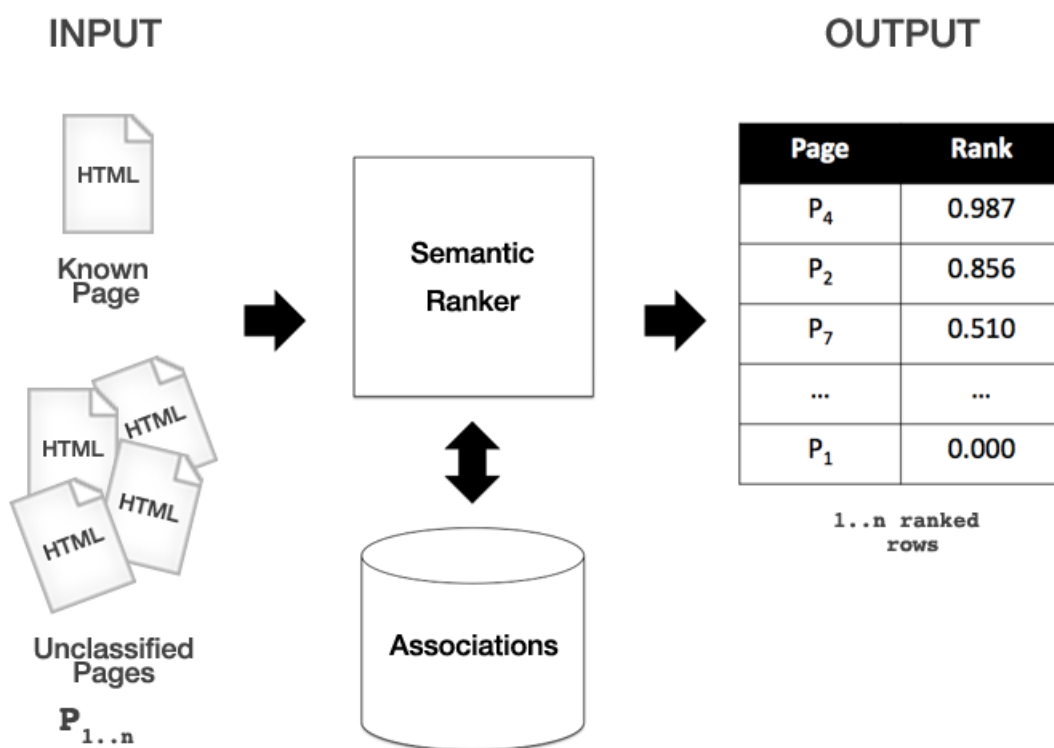 INPUT
OUTPUT
HTML
Known
Page
HTML
HTML
HTML
HTML
Unclassified
Pages
P1..n
Semantic
Ranker
Associations
Page Rank
P4 0.987
P2 0.856
P7 0.510
... ...
P1 0.000
1..n ranked
rows